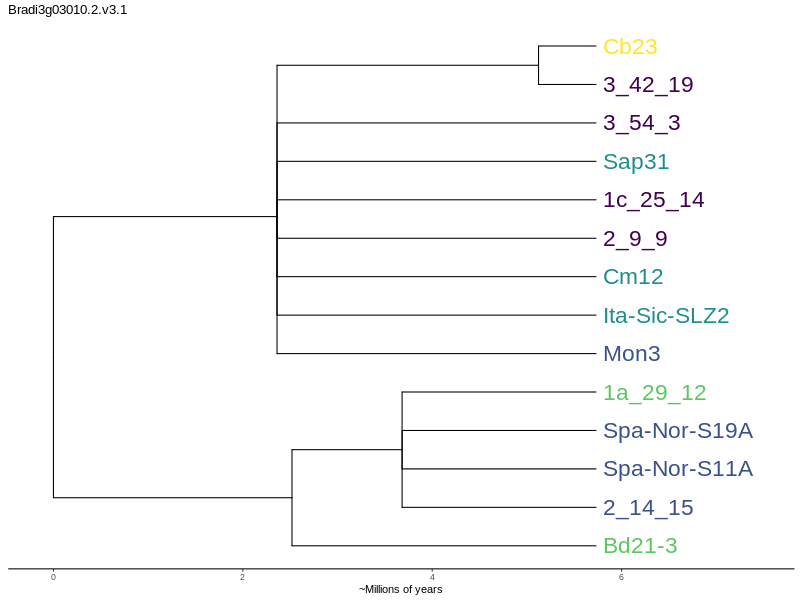 Bradi3g03010.2.v3.1
Cb23
3_42_19
3_54_3
Sap31
1c_25_14
2_9_9
Cm12
Ita-Sic-SLZ2
Mon3
1a_29_12
Spa-Nor-S19A
Spa-Nor-S11A
2_14_15
Bd21-3
0 2 4 6
~Millions of years